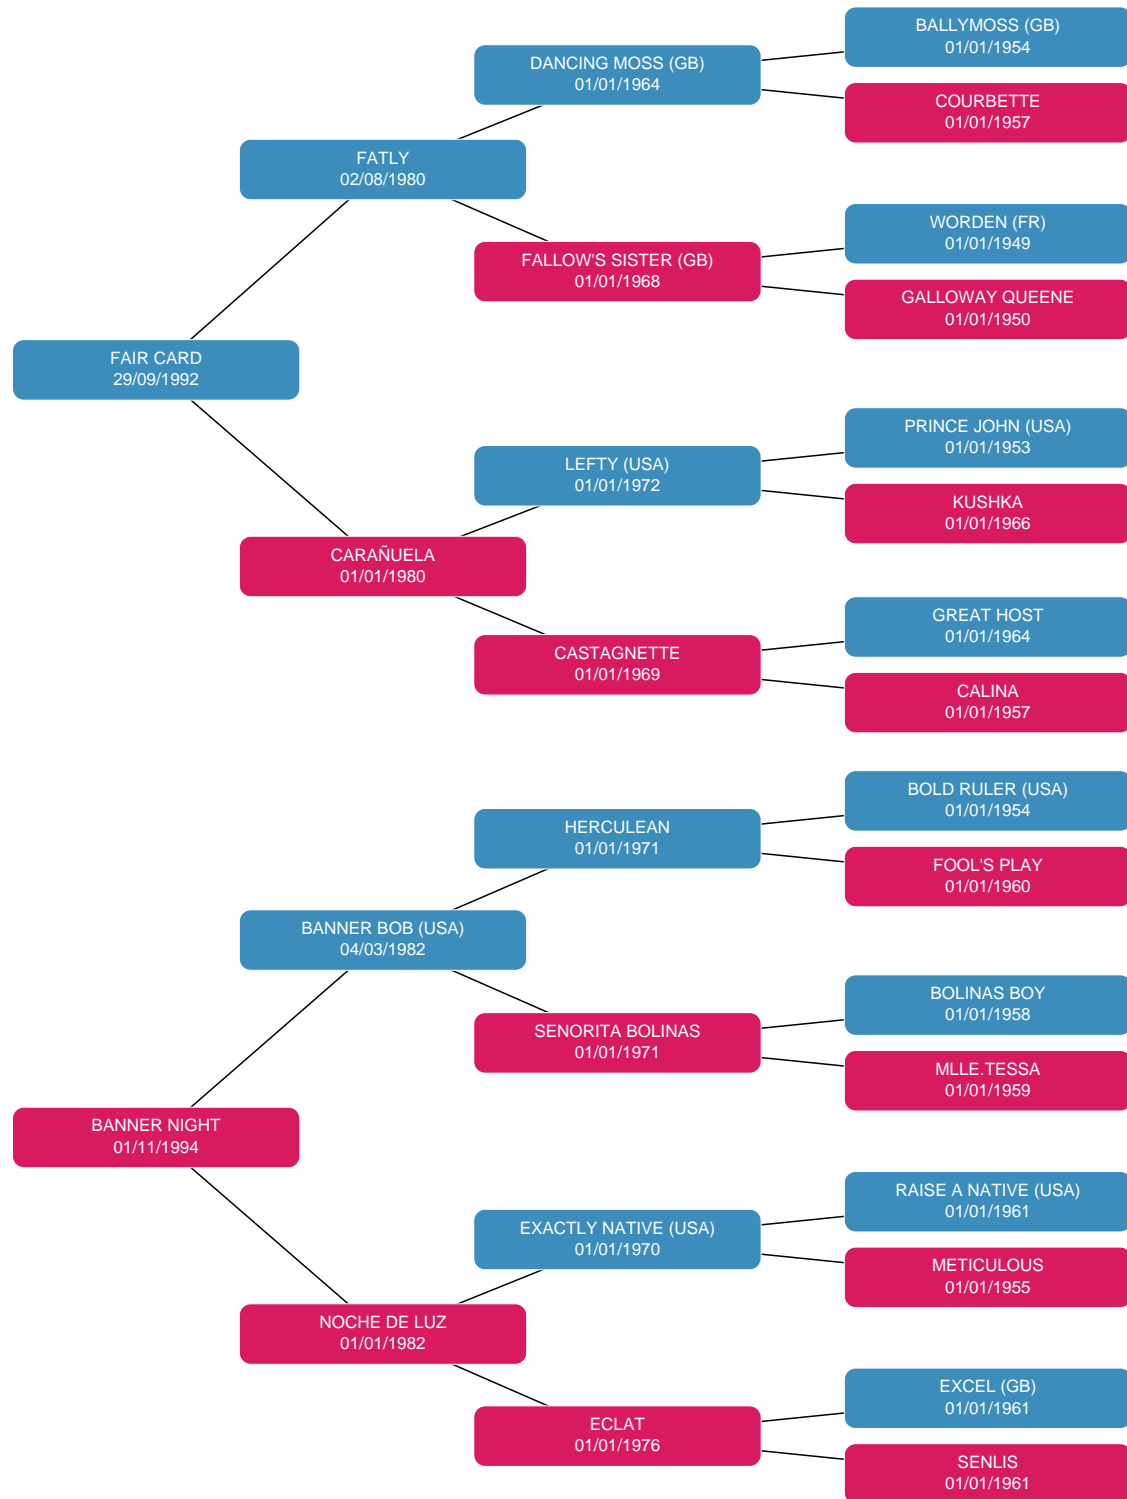 BALLYMOSS (GB)
01/01/1954
DANCING MOSS (GB)
01/01/1964
COURBETTE
01/01/1957
FATLY
02/08/1980
WORDEN (FR)
01/01/1949
FALLOW'S SISTER (GB)
01/01/1968
GALLOWAY QUEENE
01/01/1950
FAIR CARD
29/09/1992
PRINCE JOHN (USA)
01/01/1953
LEFTY (USA)
01/01/1972
KUSHKA
01/01/1966
CARAÑUELA
01/01/1980
GREAT HOST
01/01/1964
CASTAGNETTE
01/01/1969
CALINA
01/01/1957
BOLD RULER (USA)
01/01/1954
HERCULEAN
01/01/1971
FOOL'S PLAY
01/01/1960
BANNER BOB (USA)
04/03/1982
BOLINAS BOY
01/01/1958
SENORITA BOLINAS
01/01/1971
MLLE.TESSA
01/01/1959
BANNER NIGHT
01/11/1994
RAISE A NATIVE (USA)
01/01/1961
EXACTLY NATIVE (USA)
01/01/1970
METICULOUS
01/01/1955
NOCHE DE LUZ
01/01/1982
EXCEL (GB)
01/01/1961
ECLAT
01/01/1976
SENLIS
01/01/1961